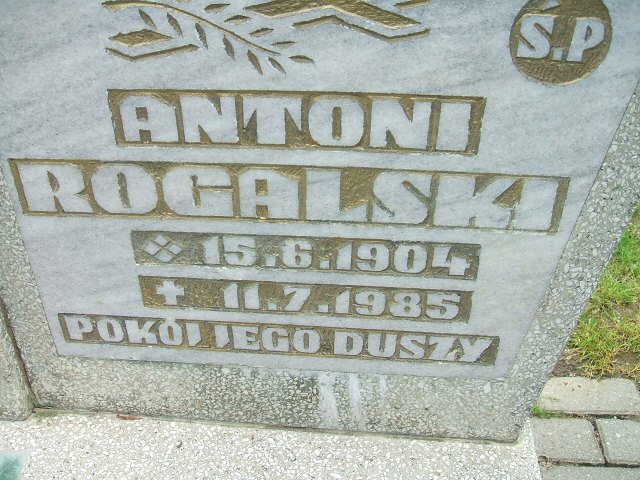 Ś.P
ANTONI
ROGALSKI
15.6.1904
✝ 11.7.1985
POKÓJ JEGO DUSZY